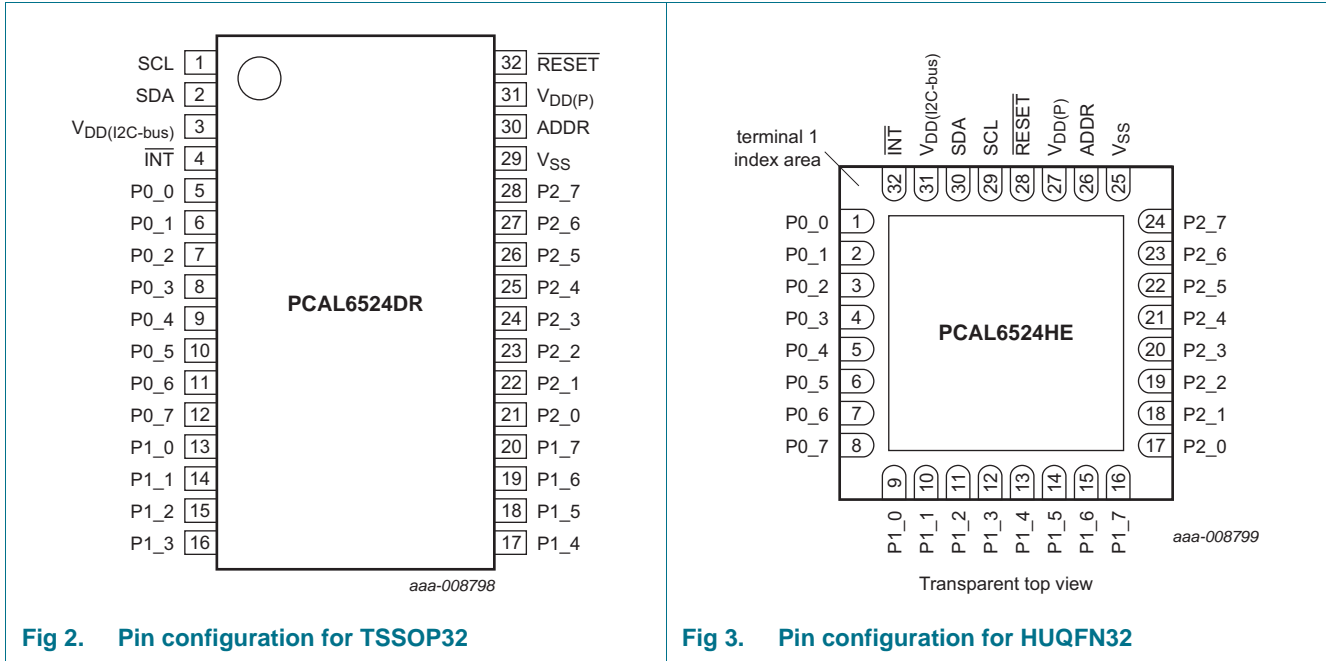 SCL 1
SDA 2
VDD(I2C-bus) 3
INT 4
P0_0 5
P0_1 6
P0_2 7
P0_3 8
P0_4 9
P0_5 10
P0_6 11
P0_7 12
P1_0 13
P1_1 14
P1_2 15
P1_3 16
PCAL6524DR
32 RESET
31 VDD(P)
30 ADDR
29 VSS
28 P2_7
27 P2_6
26 P2_5
25 P2_4
24 P2_3
23 P2_2
22 P2_1
21 P2_0
20 P1_7
19 P1_6
18 P1_5
17 P1_4
aaa-008798
Fig 2. Pin configuration for TSSOP32
terminal 1
index area
INT 32
VDD(I2C-bus) 31
SDA 30
SCL 29
RESET 28
VDD(P) 27
ADDR 26
VSS 25
P0_0 1
P0_1 2
P0_2 3
P0_3 4
P0_4 5
P0_5 6
P0_6 7
P0_7 8
PCAL6524HE
24 P2_7
23 P2_6
22 P2_5
21 P2_4
20 P2_3
19 P2_2
18 P2_1
17 P2_0
9 P1_0
10 P1_1
11 P1_2
12 P1_3
13 P1_4
14 P1_5
15 P1_6
16 P1_7
aaa-008799
Transparent top view
Fig 3. Pin configuration for HUQFN32